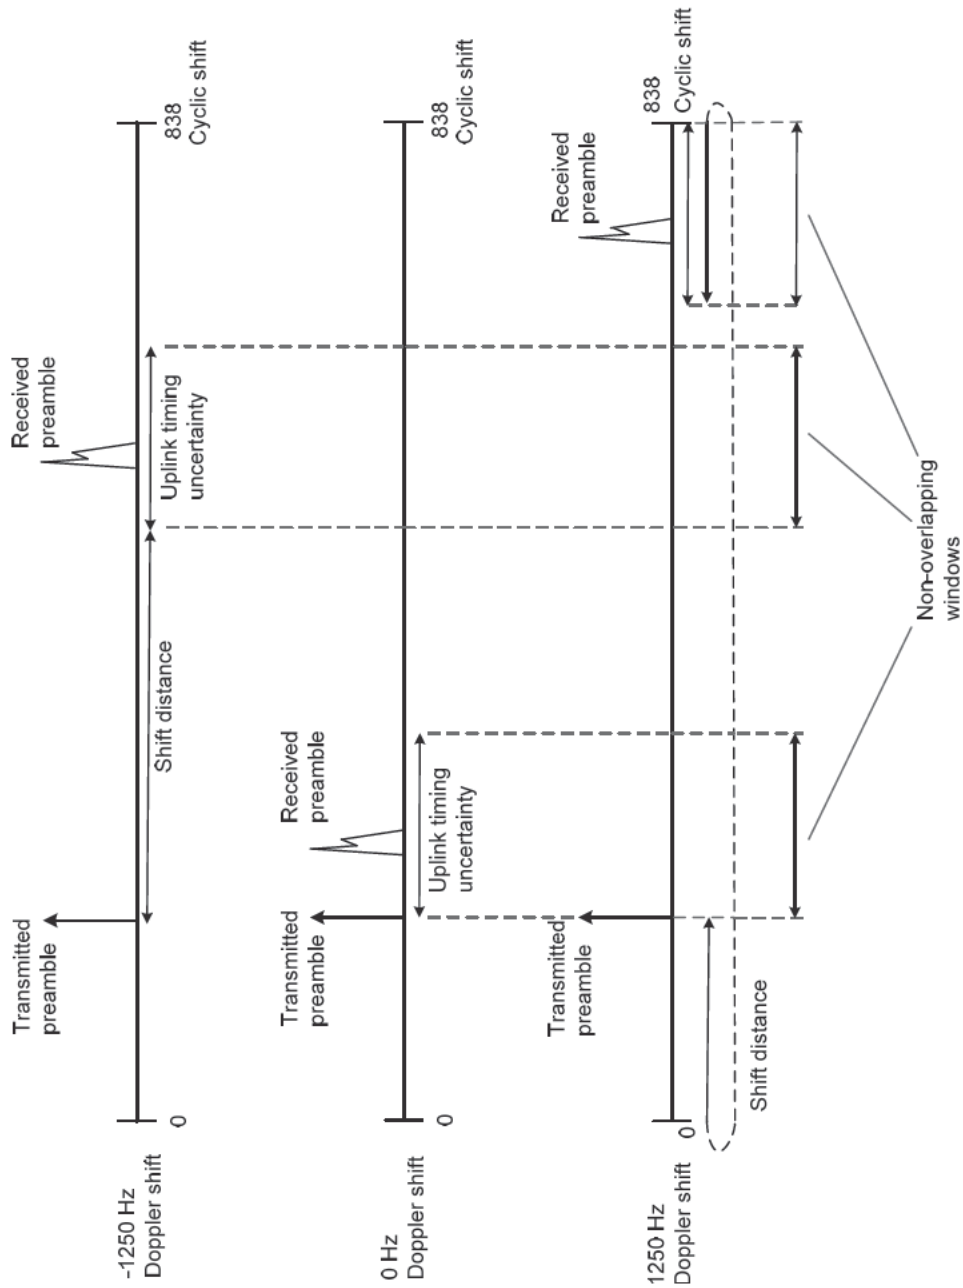 -1250 Hz
Doppler shift
0
Transmitted
preamble
Shift distance
Uplink timing
uncertainty
Received
preamble
838
Cyclic shift
0 Hz
Doppler shift
0
Transmitted
preamble
Received
preamble
Uplink timing
uncertainty
838
Cyclic shift
1250 Hz
Doppler shift
0
Transmitted
preamble
Shift distance
Received
preamble
838
Cyclic shift
Non-overlapping
windows